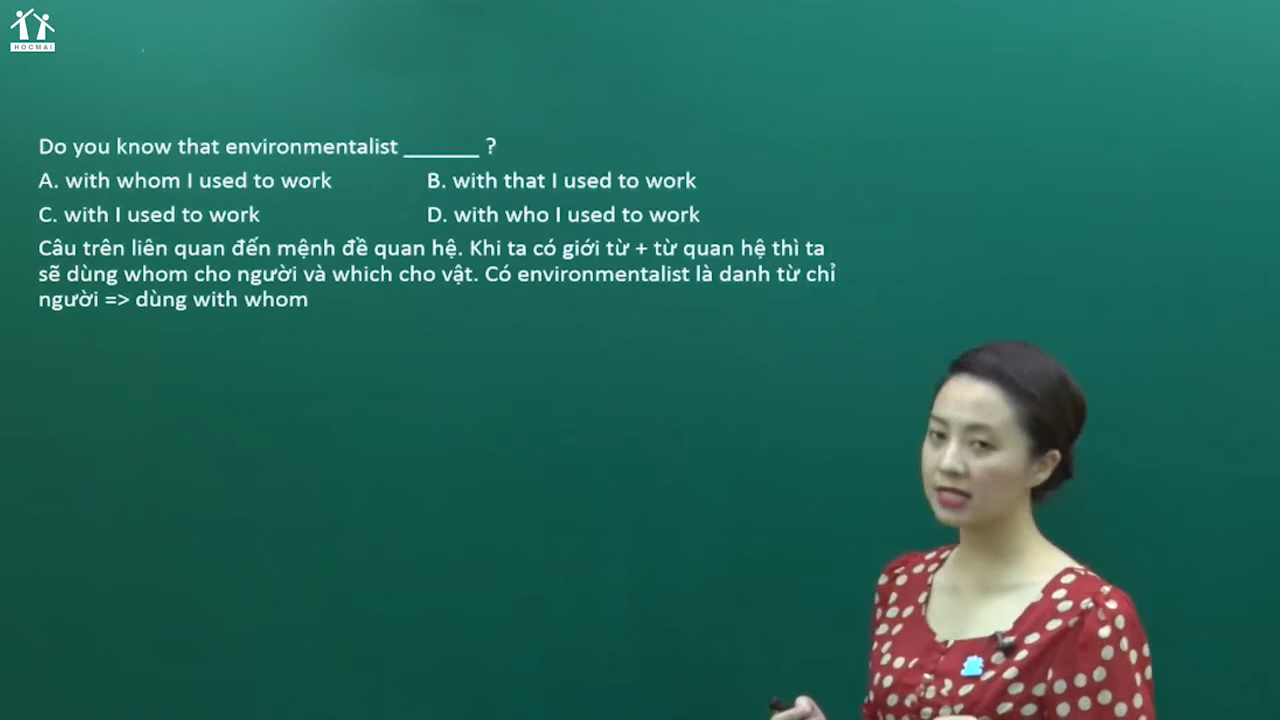 HOCMAI
Do you know that environmentalist _______ ?
A. with whom I used to work B. with that I used to work
C. with I used to work D. with who I used to work
Câu trên liên quan đến mệnh đề quan hệ. Khi ta có giới từ + từ quan hệ thì ta
sẽ dùng whom cho người và which cho vật. Có environmentalist là danh từ chỉ
người => dùng with whom